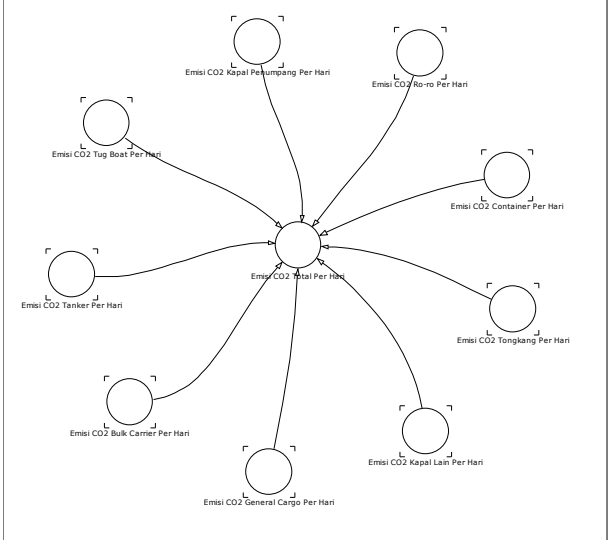 Emisi CO2 Kapal Penumpang Per Hari
Emisi CO2 Ro-ro Per Hari
Emisi CO2 Tug Boat Per Hari
Emisi CO2 Container Per Hari
Emisi CO2 Total Per Hari
Emisi CO2 Tanker Per Hari
Emisi CO2 Tongkang Per Hari
Emisi CO2 Bulk Carrier Per Hari
Emisi CO2 Kapal Lain Per Hari
Emisi CO2 General Cargo Per Hari